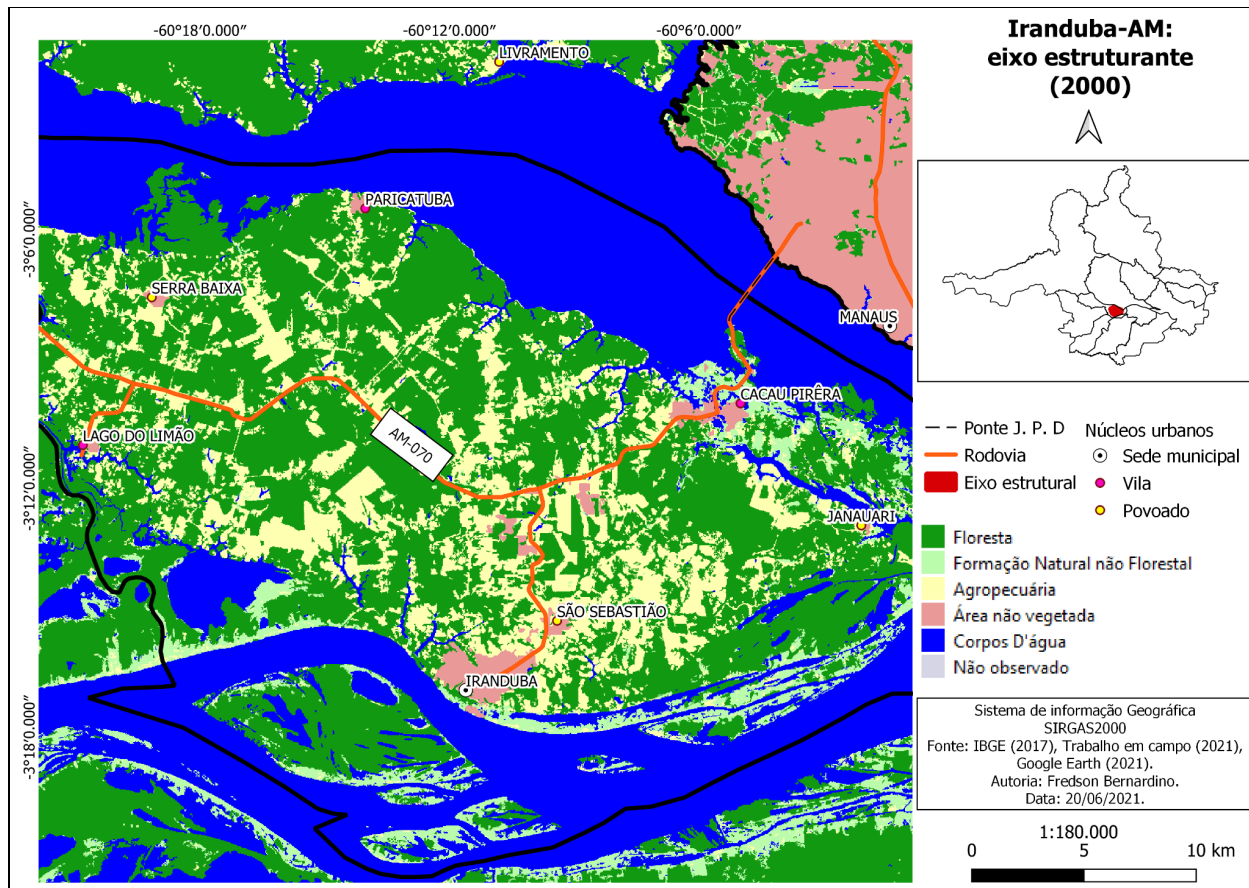 -60°18'0.000"
-60°12'0.000"
-60°6'0.000"
Iranduba-AM:
eixo estruturante
(2000)
LIVRAMENTO
PARICATUBA
-3°6'0.000"
SERRA BAIXA
MANAUS
CACAU PIRÊRA
LAGO DO LIMÃO
AM-070
-3°12'0.000"
JANAUARI
SÃO SEBASTIÃO
IRANDUBA
-3°18'0.000"
Ponte J. P. D
Rodovia
Eixo estrutural
Núcleos urbanos
Sede municipal
Vila
Povoado
Floresta
Formação Natural não Florestal
Agropecuária
Área não vegetada
Corpos D'água
Não observado
Sistema de informação Geográfica
SIRGAS2000
Fonte: IBGE (2017), Trabalho em campo (2021),
Google Earth (2021).
Autoria: Fredson Bernardino.
Data: 20/06/2021.
1:180.000
0 5 10 km